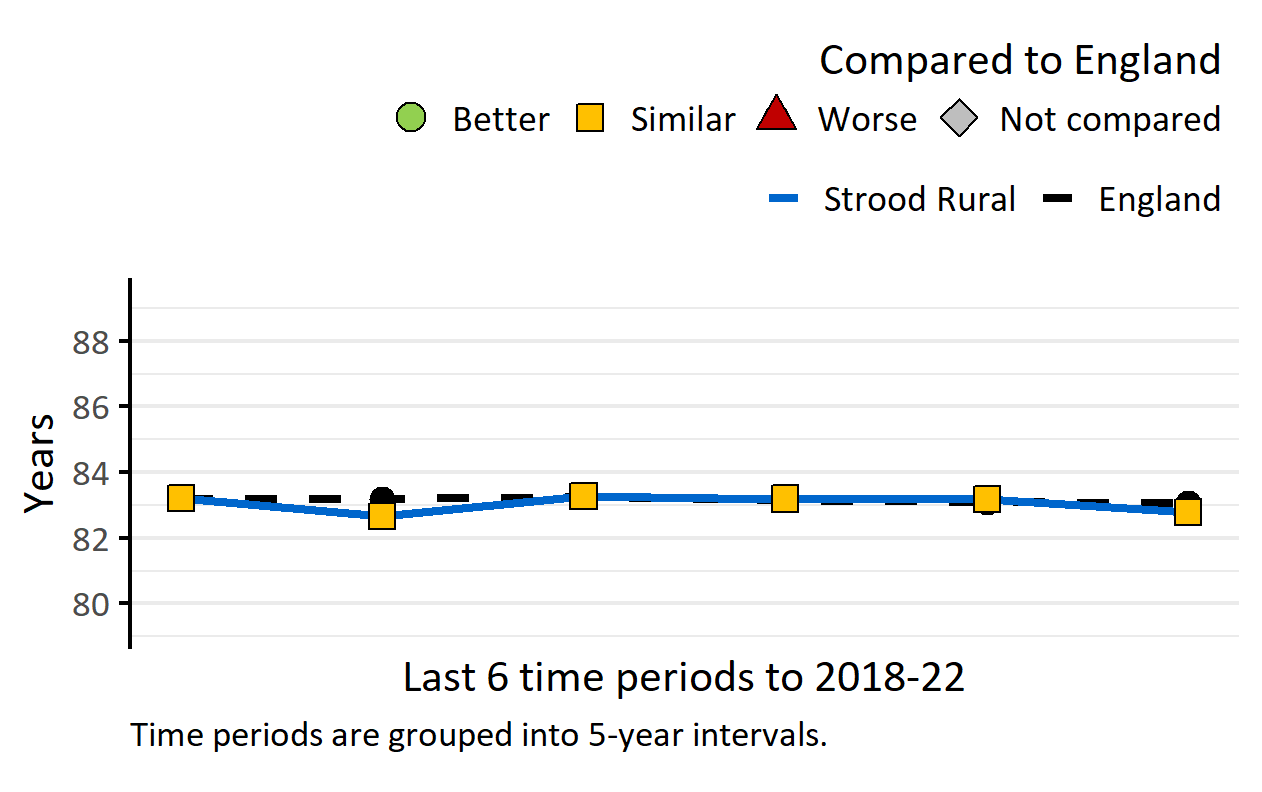 Compared to England
Better Similar Worse Not compared
Strood Rural England
88
86
84
82
80
Years
Last 6 time periods to 2018-22
Time periods are grouped into 5-year intervals.